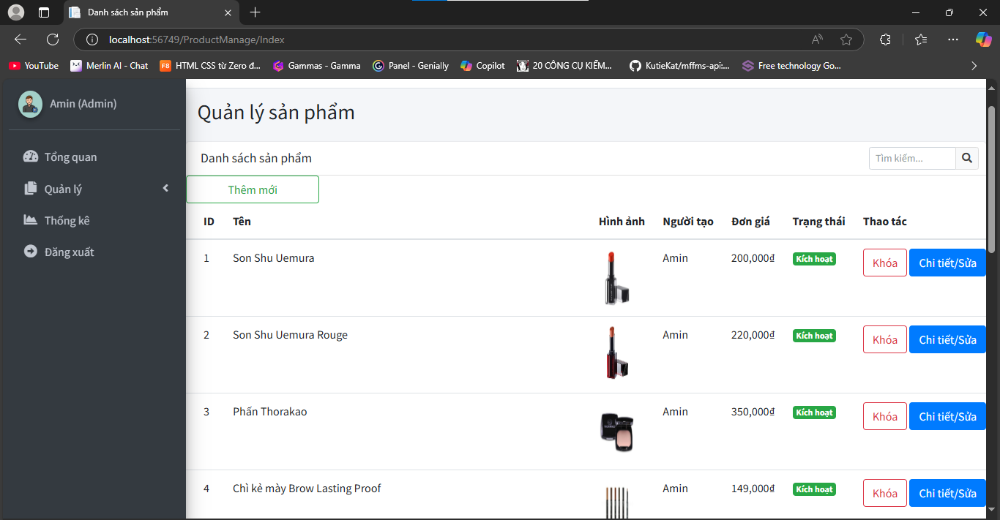 Danh sách sản phẩm
localhost:56749/ProductManage/Index
YouTube
Merlin AI - Chat
F8
HTML CSS từ Zero đ...
Gammas - Gamma
Panel - Genially
Copilot
20 CÔNG CỤ KIẾM...
KutieKat/mffms-api:...
Free technology Go...
Amin (Admin)
Tổng quan
Quản lý
Thống kê
Đăng xuất
Quản lý sản phẩm
Danh sách sản phẩm
Tìm kiếm...
Thêm mới
ID Tên Hình ảnh Người tạo Đơn giá Trạng thái Thao tác
1 Son Shu Uemura Amin 200,000₫ Kích hoạt Khóa Chi tiết/Sửa
2 Son Shu Uemura Rouge Amin 220,000₫ Kích hoạt Khóa Chi tiết/Sửa
3 Phấn Thorakao Amin 350,000₫ Kích hoạt Khóa Chi tiết/Sửa
4 Chì kẻ mày Brow Lasting Proof Amin 149,000₫ Kích hoạt Khóa Chi tiết/Sửa